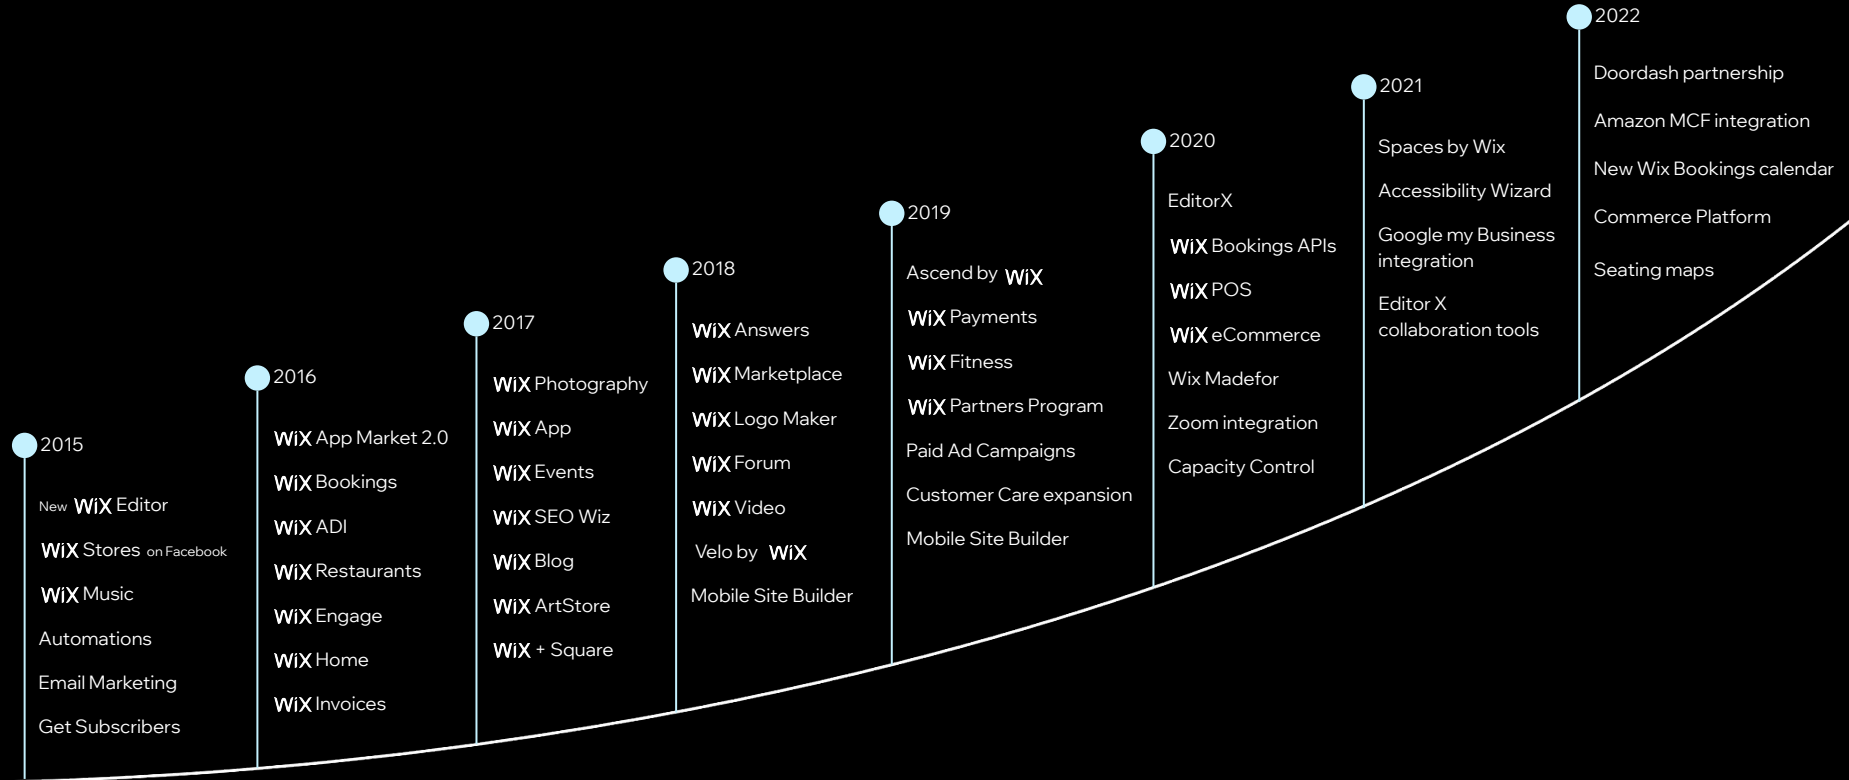 2015
New WiX Editor
WiX Stores on Facebook
WiX Music
Automations
Email Marketing
Get Subscribers
2016
WiX App Market 2.0
WiX Bookings
WiX ADI
WiX Restaurants
WiX Engage
WiX Home
WiX Invoices
2017
WiX Photography
WiX App
WiX Events
WiX SEO Wiz
WiX Blog
WiX ArtStore
WiX + Square
2018
WiX Answers
WiX Marketplace
WiX Logo Maker
WiX Forum
WiX Video
Velo by WiX
Mobile Site Builder
2019
Ascend by WiX
WiX Payments
WiX Fitness
WiX Partners Program
Paid Ad Campaigns
Customer Care expansion
Mobile Site Builder
2020
EditorX
WiX Bookings APIs
WiX POS
WiX eCommerce
Wix Madefor
Zoom integration
Capacity Control
2021
Spaces by Wix
Accessibility Wizard
Google my Business
integration
Editor X
collaboration tools
2022
Doordash partnership
Amazon MCF integration
New Wix Bookings calendar
Commerce Platform
Seating maps